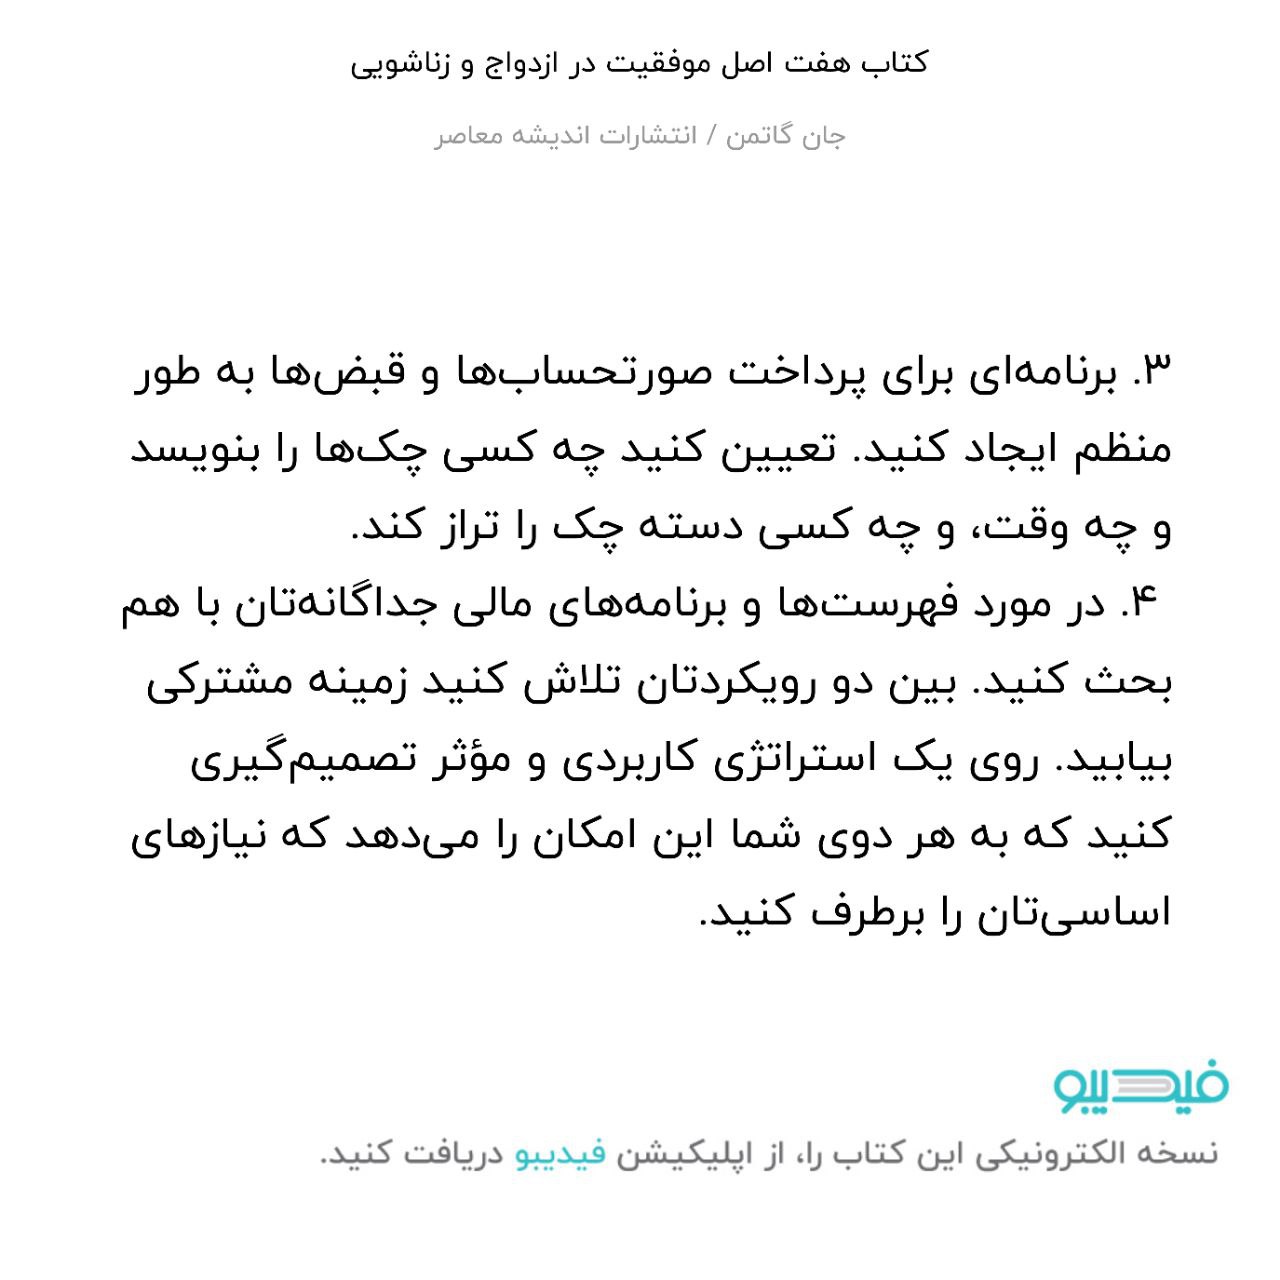 کتاب هفت اصل موفقیت در ازدواج و زناشویی
جان گاتمن / انتشارات اندیشه معاصر
۳. برنامه‌ای برای پرداخت صورتحساب‌ها و قبض‌ها به طور
منظم ایجاد کنید. تعیین کنید چه کسی چک‌ها را بنویسد
و چه وقت، و چه کسی دسته چک را تراز کند.
۴. در مورد فهرست‌ها و برنامه‌های مالی جداگانه‌تان با هم
بحث کنید. بین دو رویکردتان تلاش کنید زمینه مشترکی
بیابید. روی یک استراتژی کاربردی و مؤثر تصمیم‌گیری
کنید که به هر دوی شما این امکان را می‌دهد که نیازهای
اساسی‌تان را برطرف کنید.
فیدیبو
نسخه الکترونیکی این کتاب را، از اپلیکیشن فیدیبو دریافت کنید.